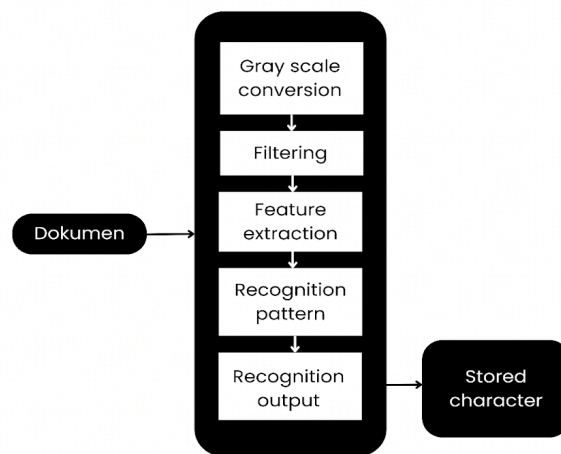 Gray scale
conversion
Filtering
Dokumen
Feature
extraction
Recognition
pattern
Recognition
output
Stored
character